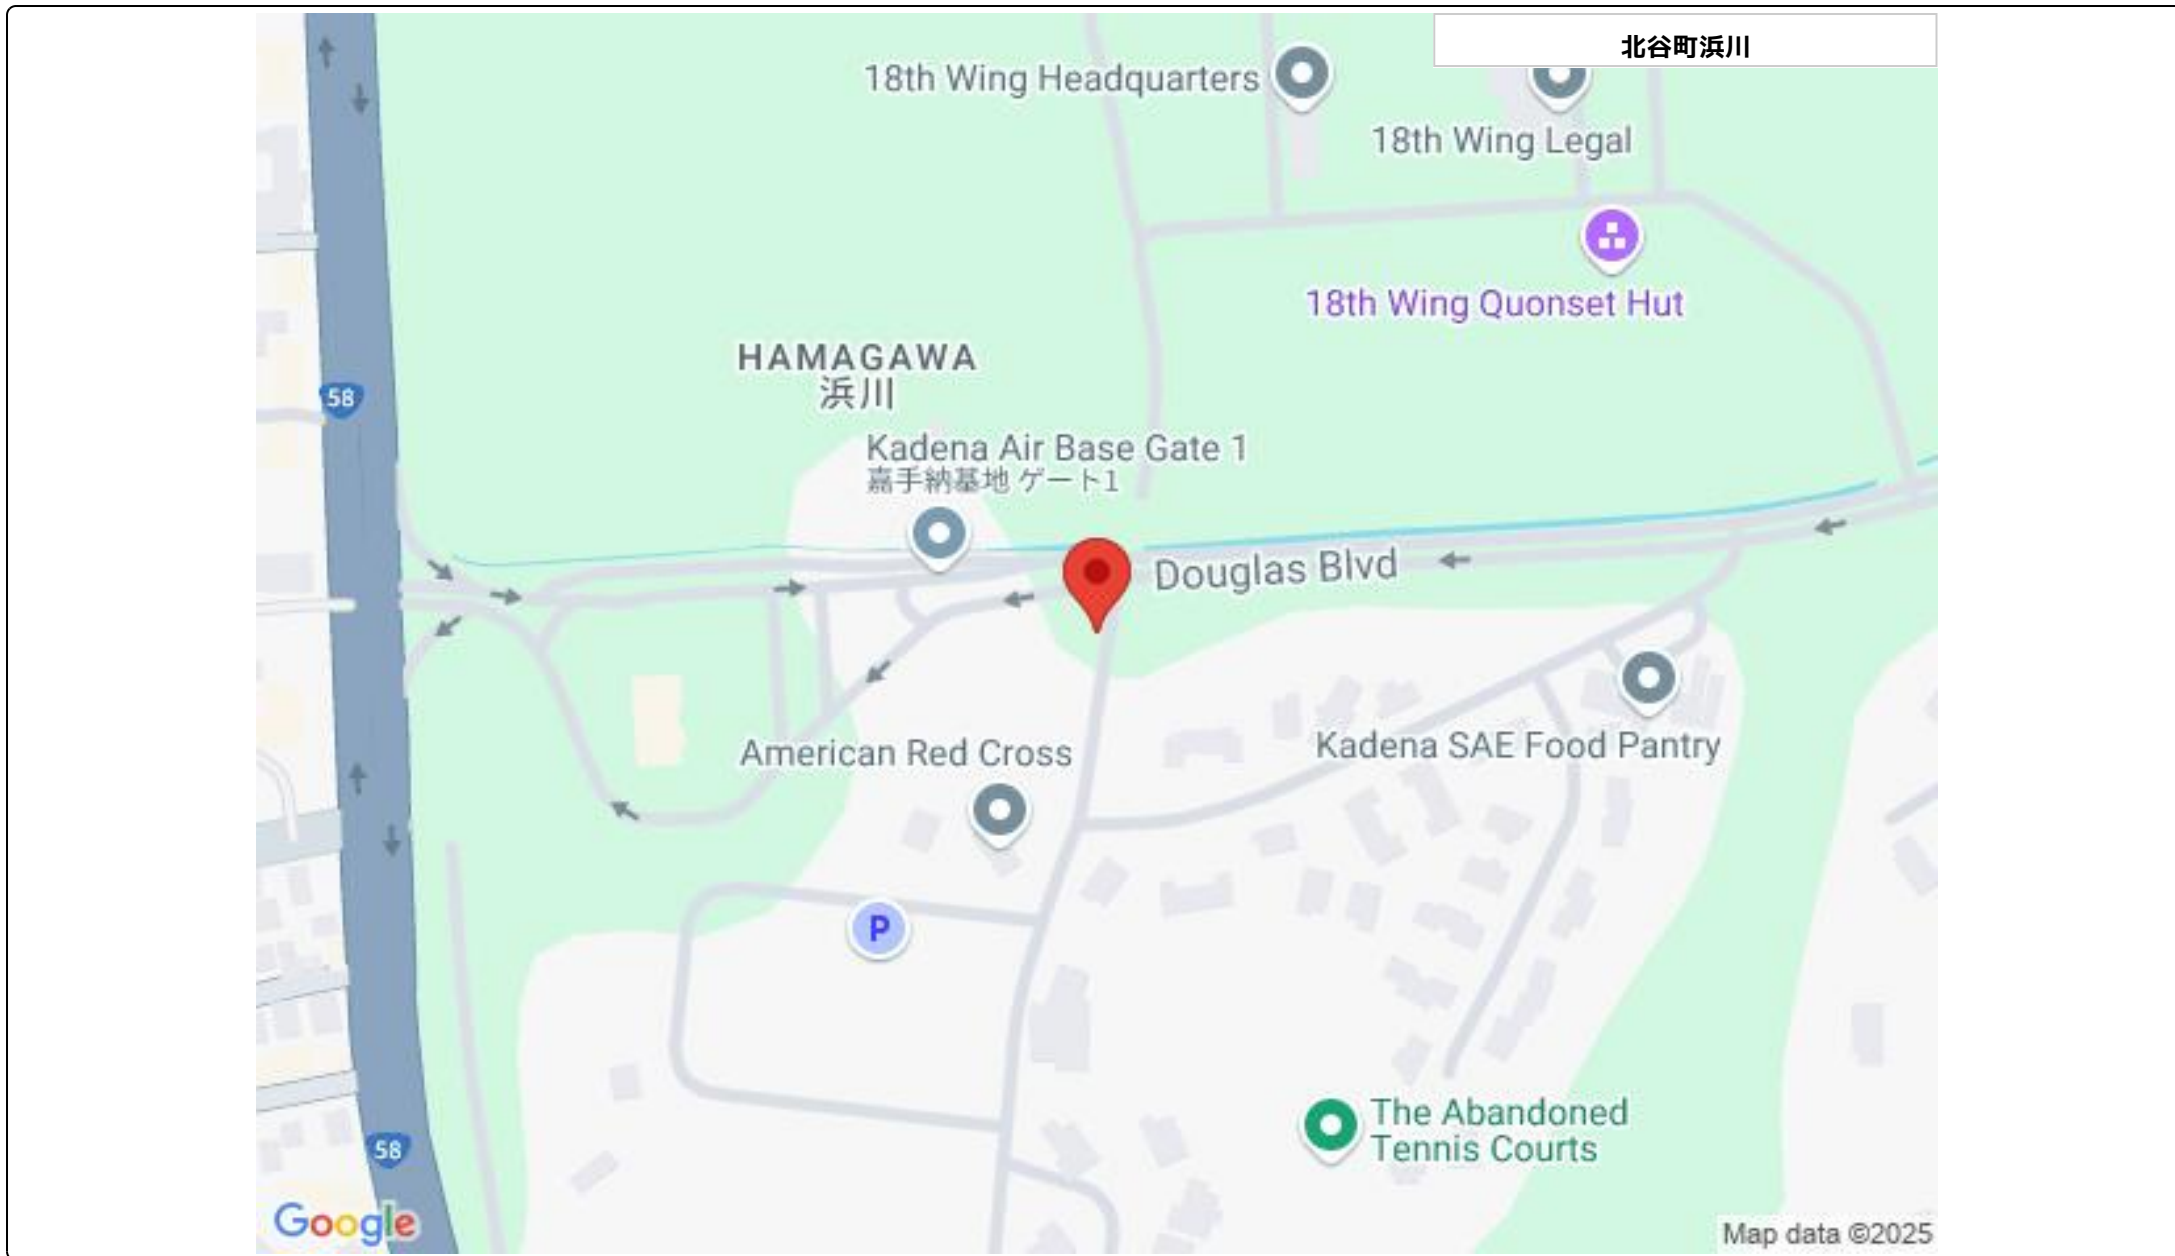 北谷町浜川
18th Wing Headquarters
18th Wing Legal
18th Wing Quonset Hut
HAMAGAWA
浜川
58
Kadena Air Base Gate 1
嘉手納基地 ゲート1
Douglas Blvd
American Red Cross
Kadena SAE Food Pantry
P
The Abandoned
Tennis Courts
58
Google
Map data ©2025